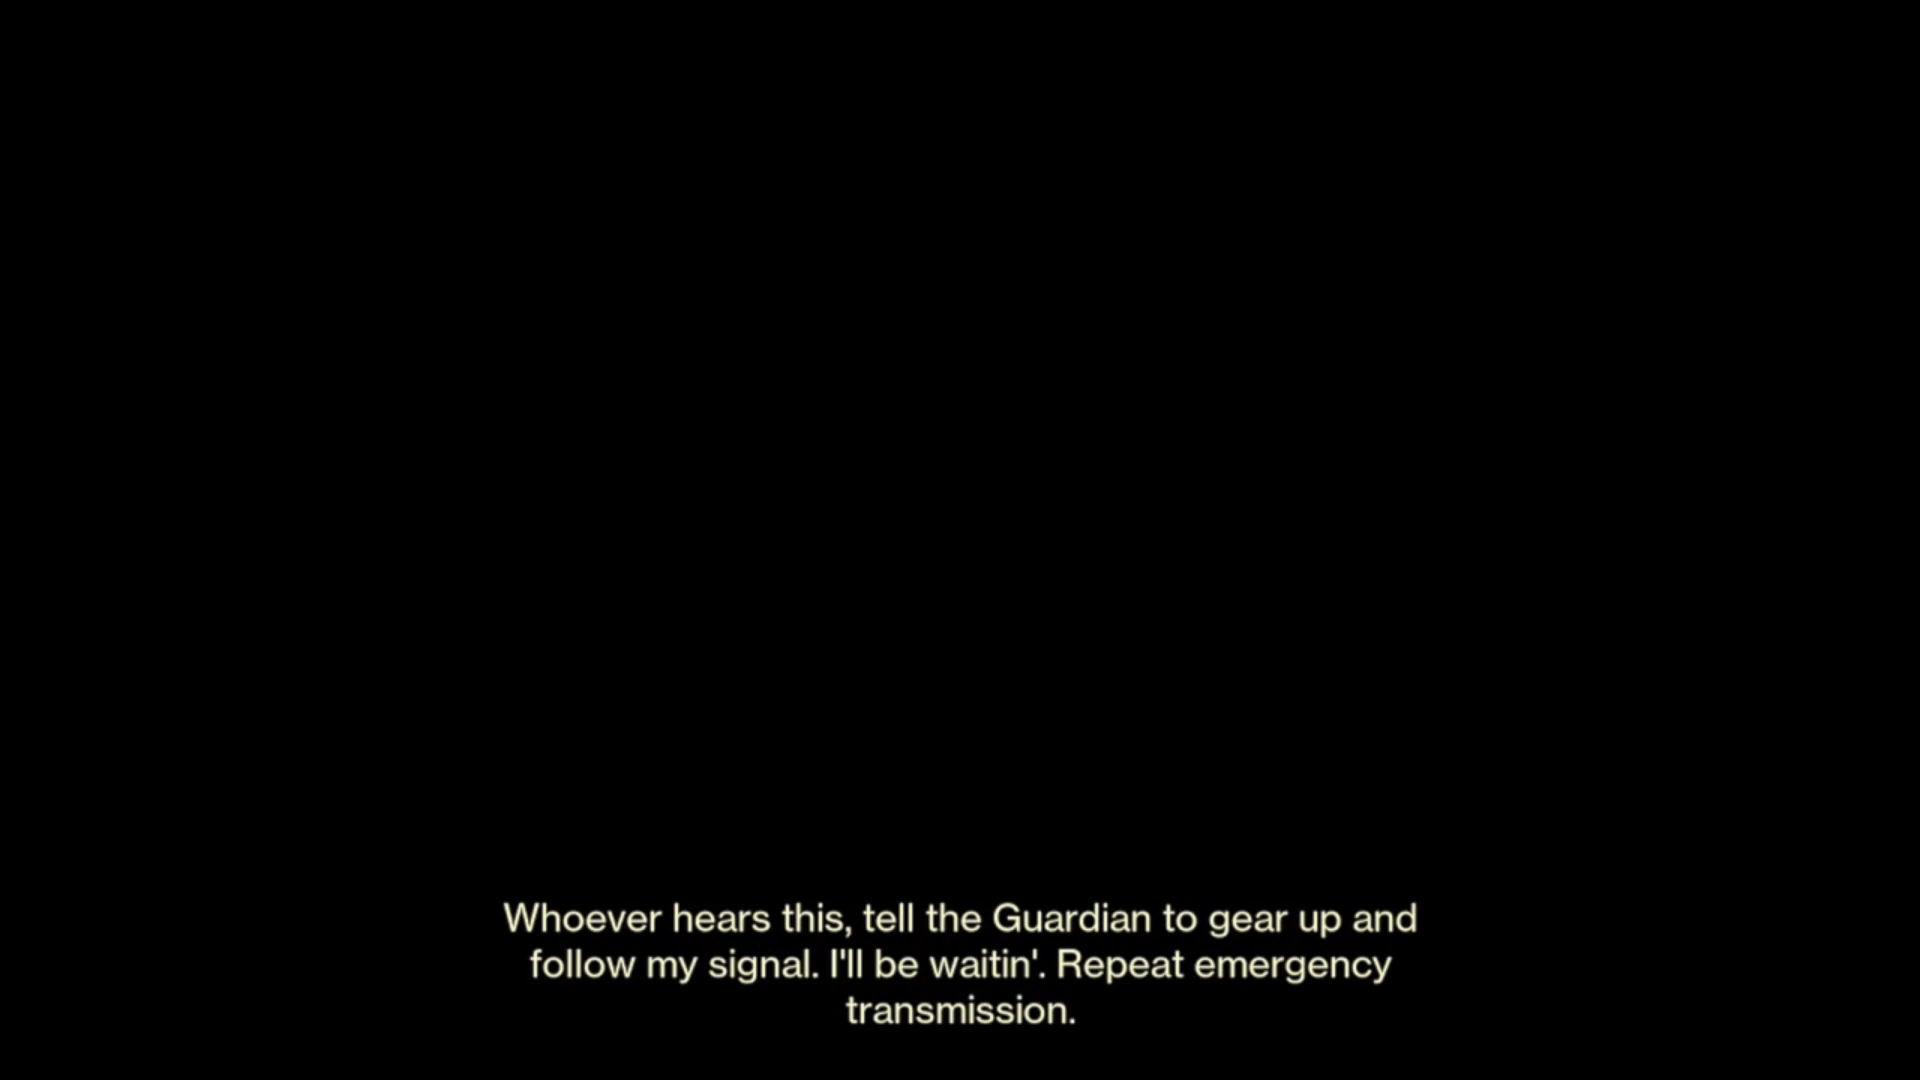 Whoever hears this, tell the Guardian to gear up and
follow my signal. I'll be waitin'. Repeat emergency
transmission.